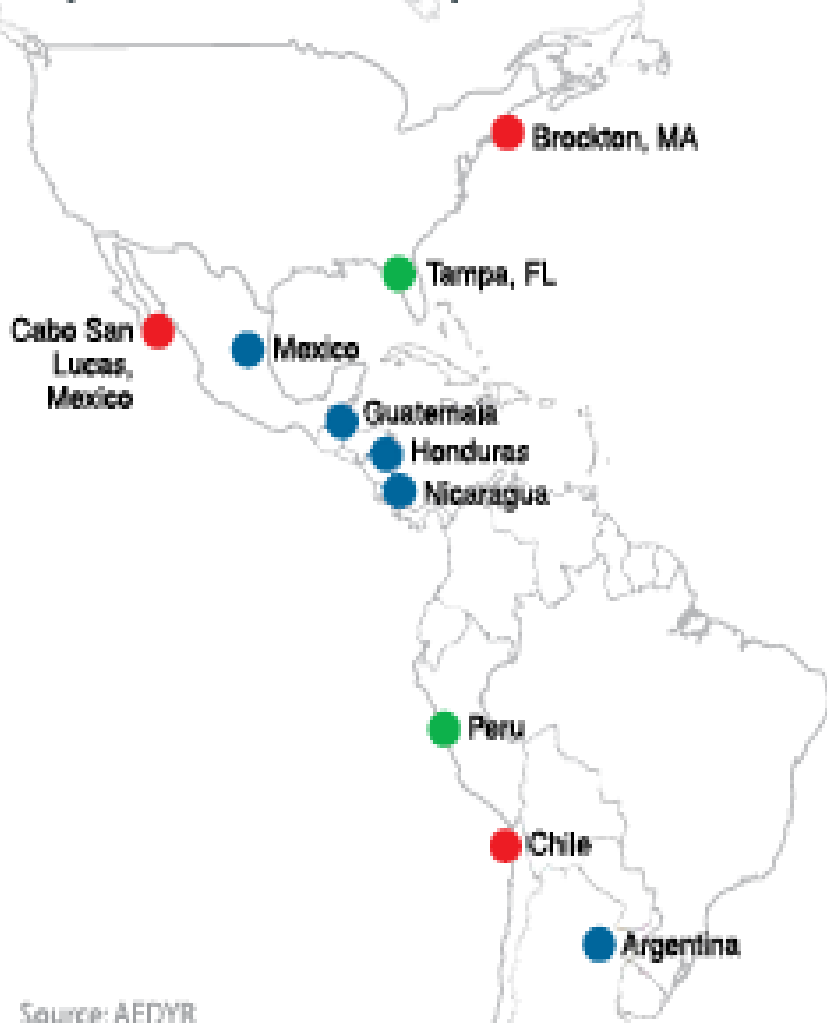 Brockton, MA
Tampa, FL
Cabo San
Lucas,
Mexico
Mexico
Guatemala
Honduras
Nicaragua
Peru
Chile
Argentina
Source: AEDYR